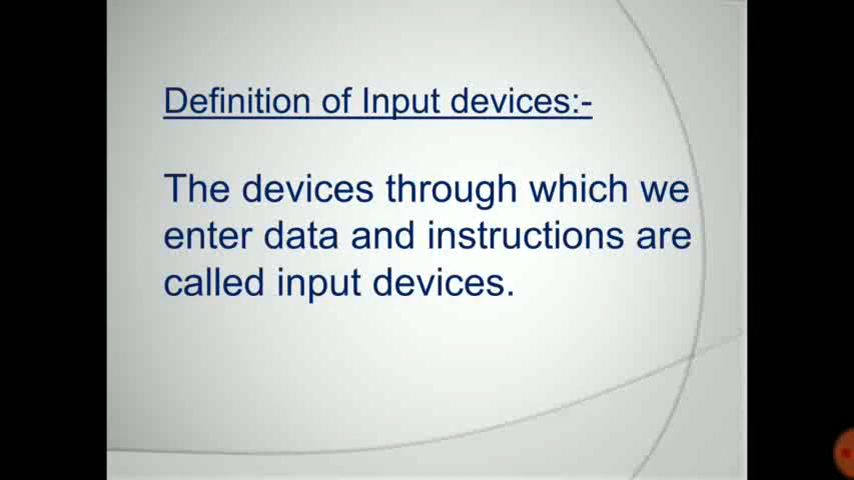 Definition of Input devices:-
The devices through which we
enter data and instructions are
called input devices.